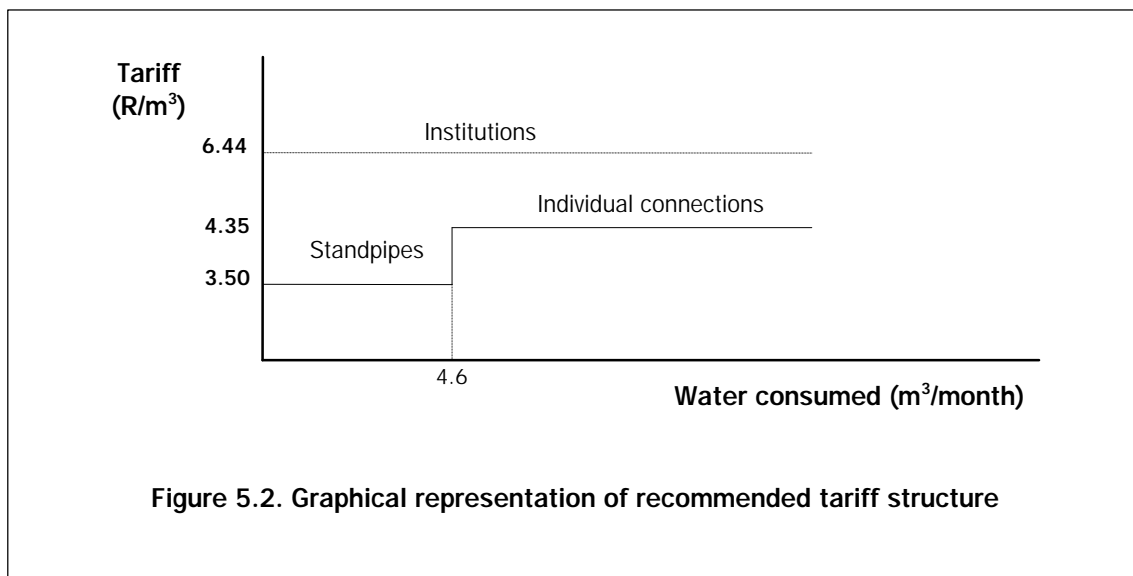 Tariff
(R/m³)
Institutions
6.44
Individual connections
4.35
Standpipes
3.50
4.6
Water consumed (m³/month)
Figure 5.2. Graphical representation of recommended tariff structure